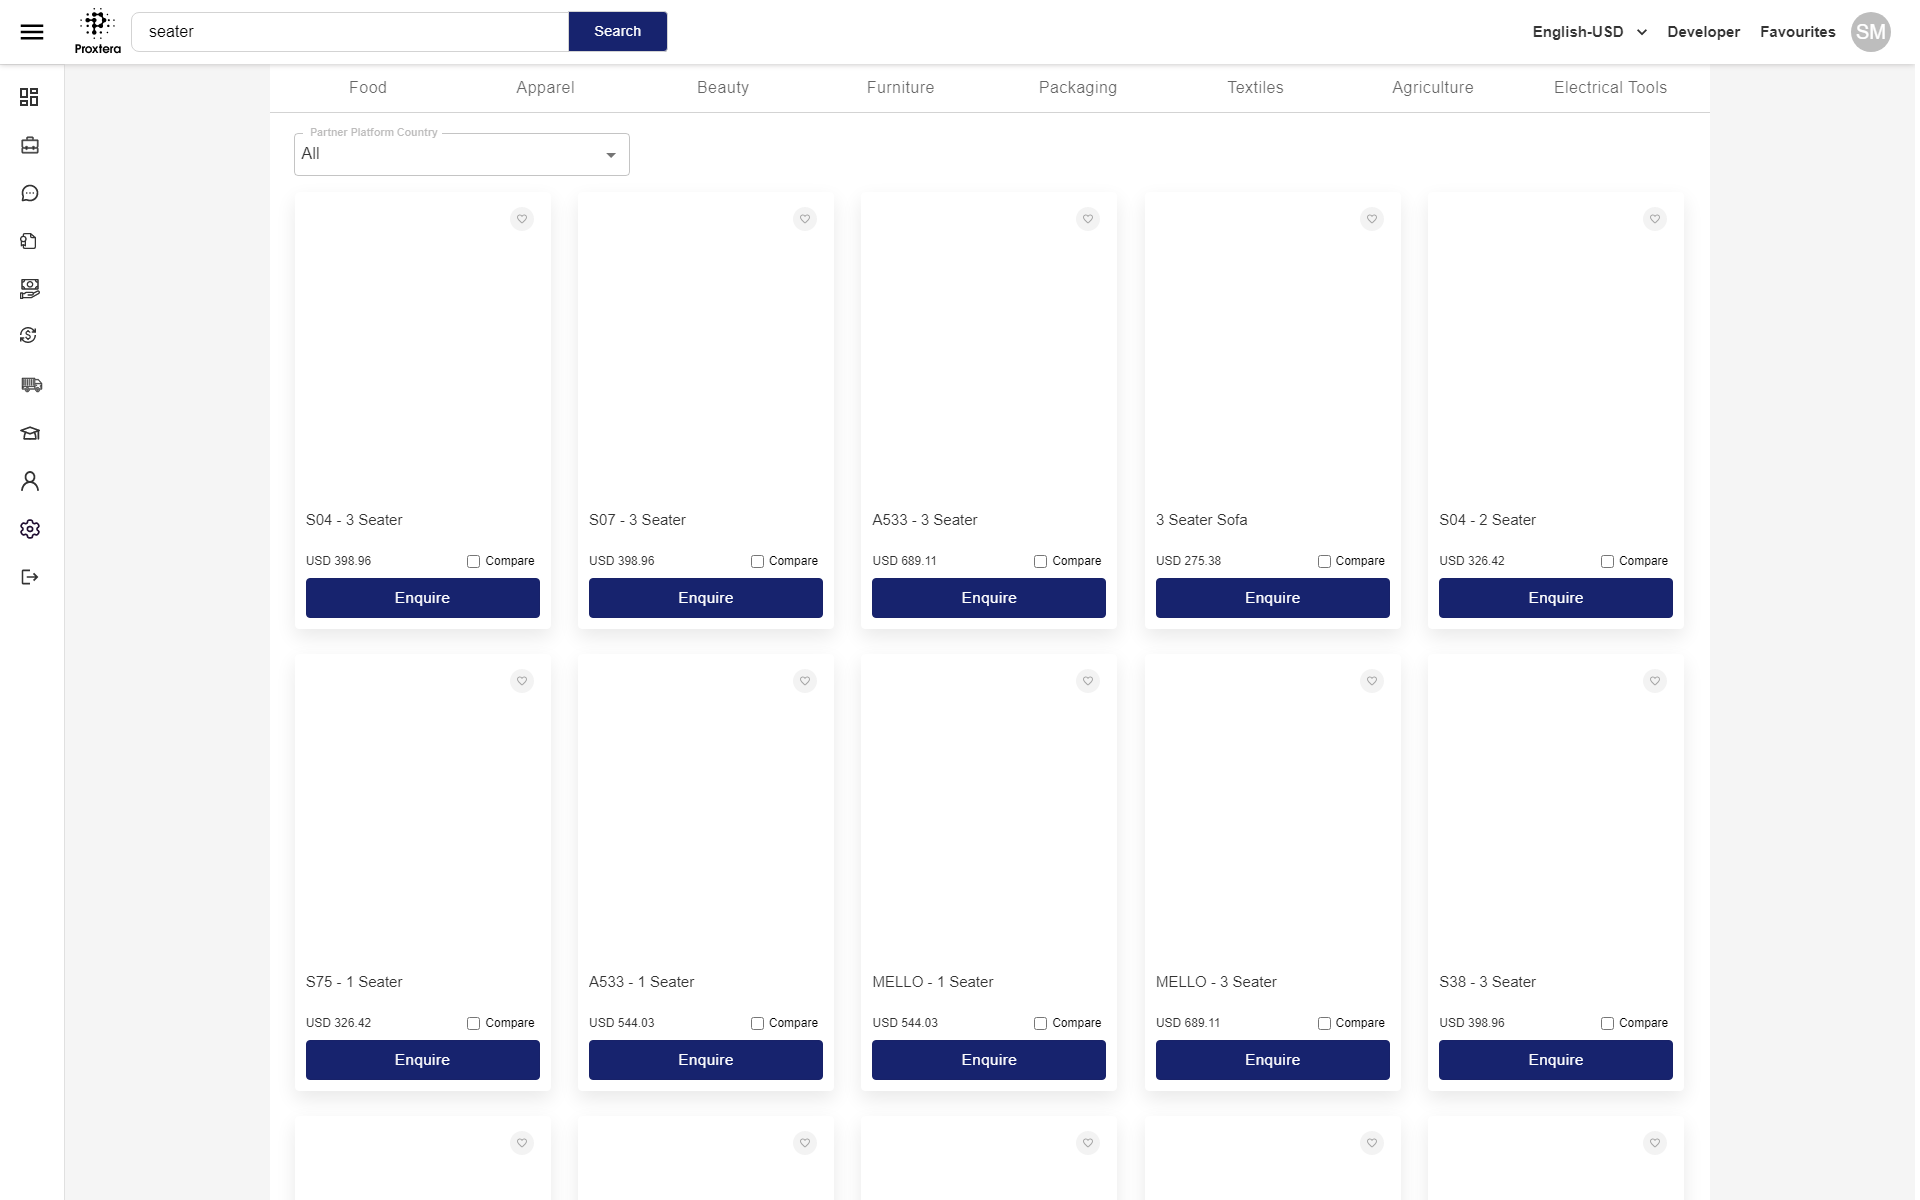 Proxtera
seater
Search
English-USD
Developer
Favourites
SM
Food
Apparel
Beauty
Furniture
Packaging
Textiles
Agriculture
Electrical Tools
Partner Platform Country
All
S04 - 3 Seater
USD 398.96
Compare
Enquire
S07 - 3 Seater
USD 398.96
Compare
Enquire
A533 - 3 Seater
USD 689.11
Compare
Enquire
3 Seater Sofa
USD 275.38
Compare
Enquire
S04 - 2 Seater
USD 326.42
Compare
Enquire
S75 - 1 Seater
USD 326.42
Compare
Enquire
A533 - 1 Seater
USD 544.03
Compare
Enquire
MELLO - 1 Seater
USD 544.03
Compare
Enquire
MELLO - 3 Seater
USD 689.11
Compare
Enquire
S38 - 3 Seater
USD 398.96
Compare
Enquire